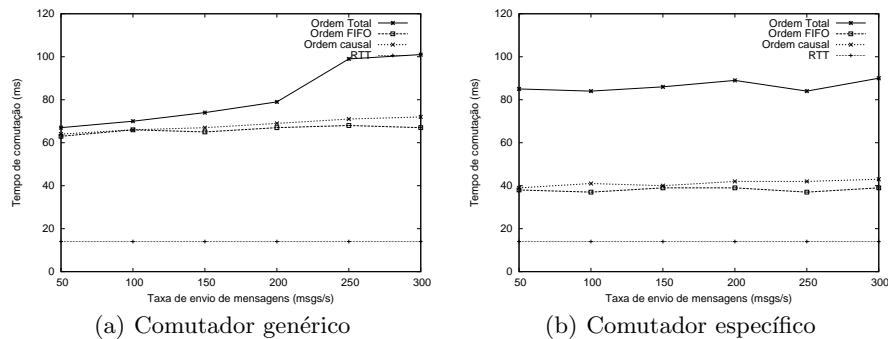 120
100
80
60
40
20
0
50
100
150
200
250
300
Tempo de comutação (ms)
Taxa de envio de mensagens (msgs/s)
Ordem Total
Ordem FIFO
Ordem causal
RTT
(a) Comutador genérico
120
100
80
60
40
20
0
50
100
150
200
250
300
Tempo de comutação (ms)
Taxa de envio de mensagens (msgs/s)
Ordem Total
Ordem FIFO
Ordem causal
RTT
(b) Comutador específico